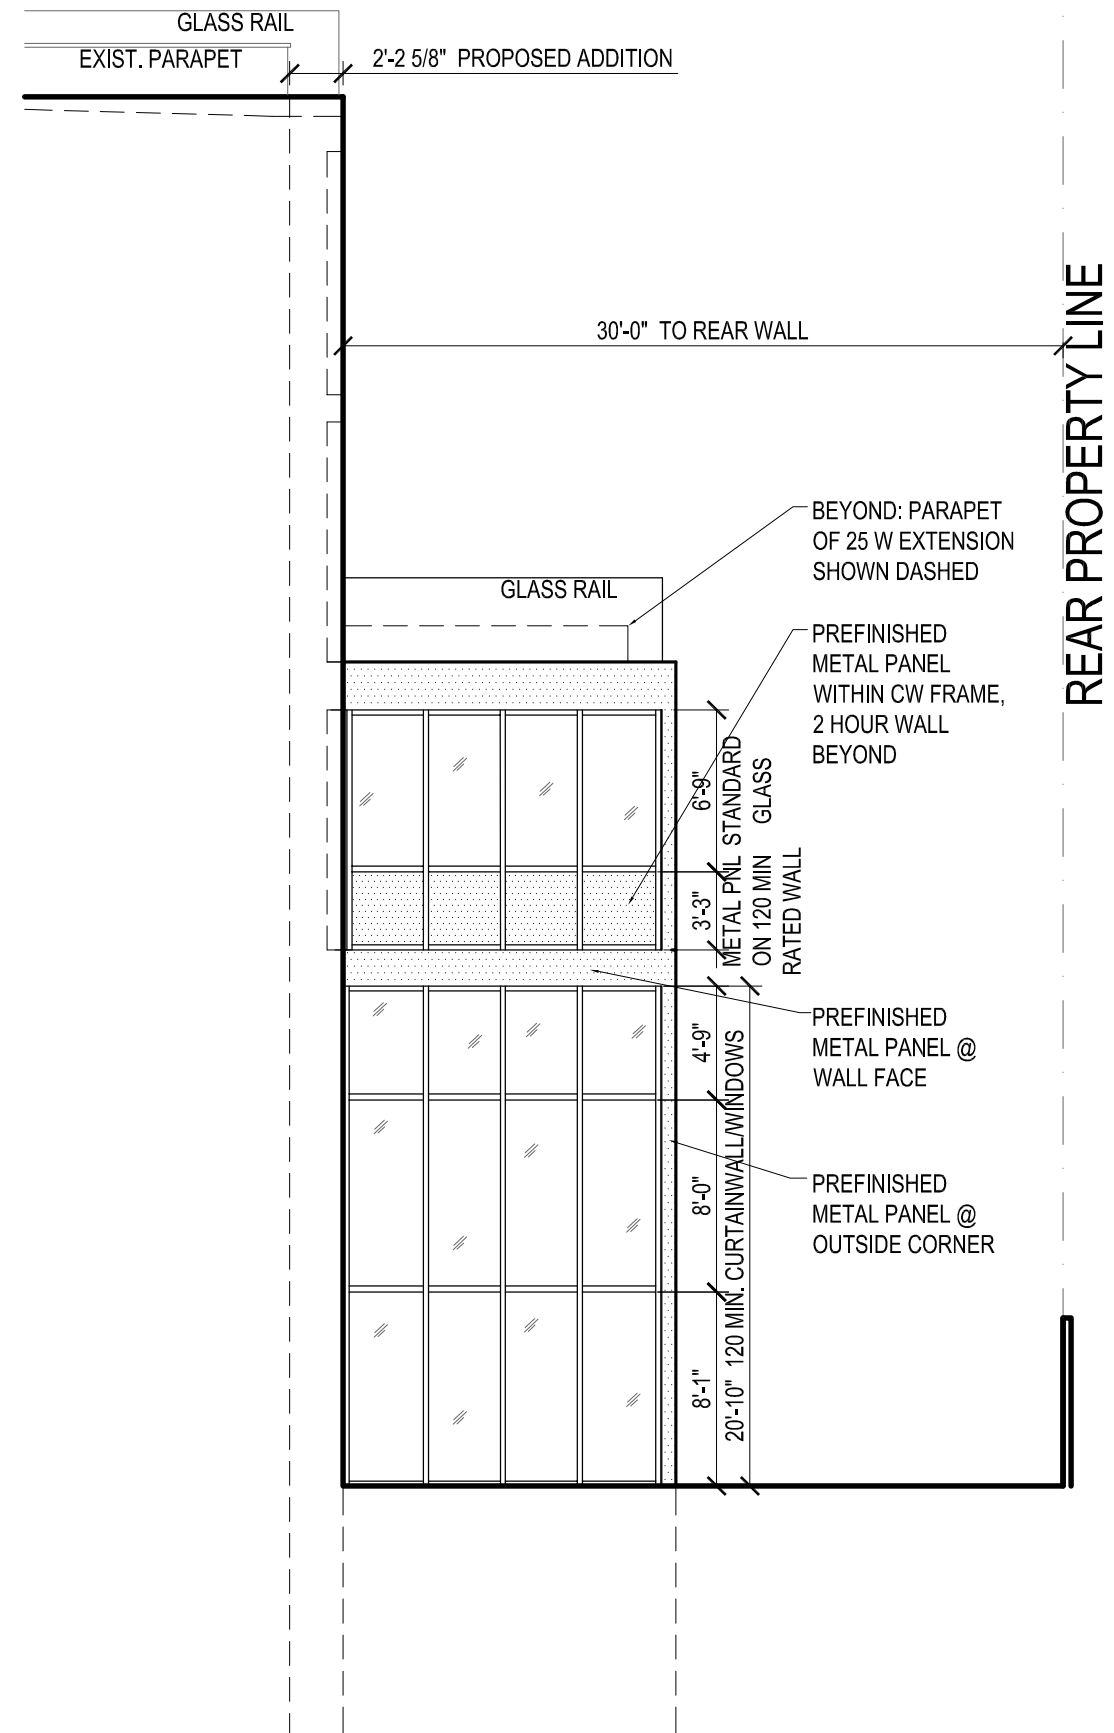 GLASS RAIL
EXIST. PARAPET
2'-2 5/8" PROPOSED ADDITION
30'-0" TO REAR WALL
REAR PROPERTY LINE
BEYOND: PARAPET
OF 25 W EXTENSION
SHOWN DASHED
GLASS RAIL
PREFINISHED
METAL PANEL
WITHIN CW FRAME,
2 HOUR WALL
BEYOND
6'-9"
STANDARD
GLASS
3'-3"
METAL PNL
ON 120 MIN
RATED WALL
PREFINISHED
METAL PANEL @
WALL FACE
4'-9"
8'-0"
8'-1"
20'-10" 120 MIN. CURTAINWALL/WINDOWS
PREFINISHED
METAL PANEL @
OUTSIDE CORNER